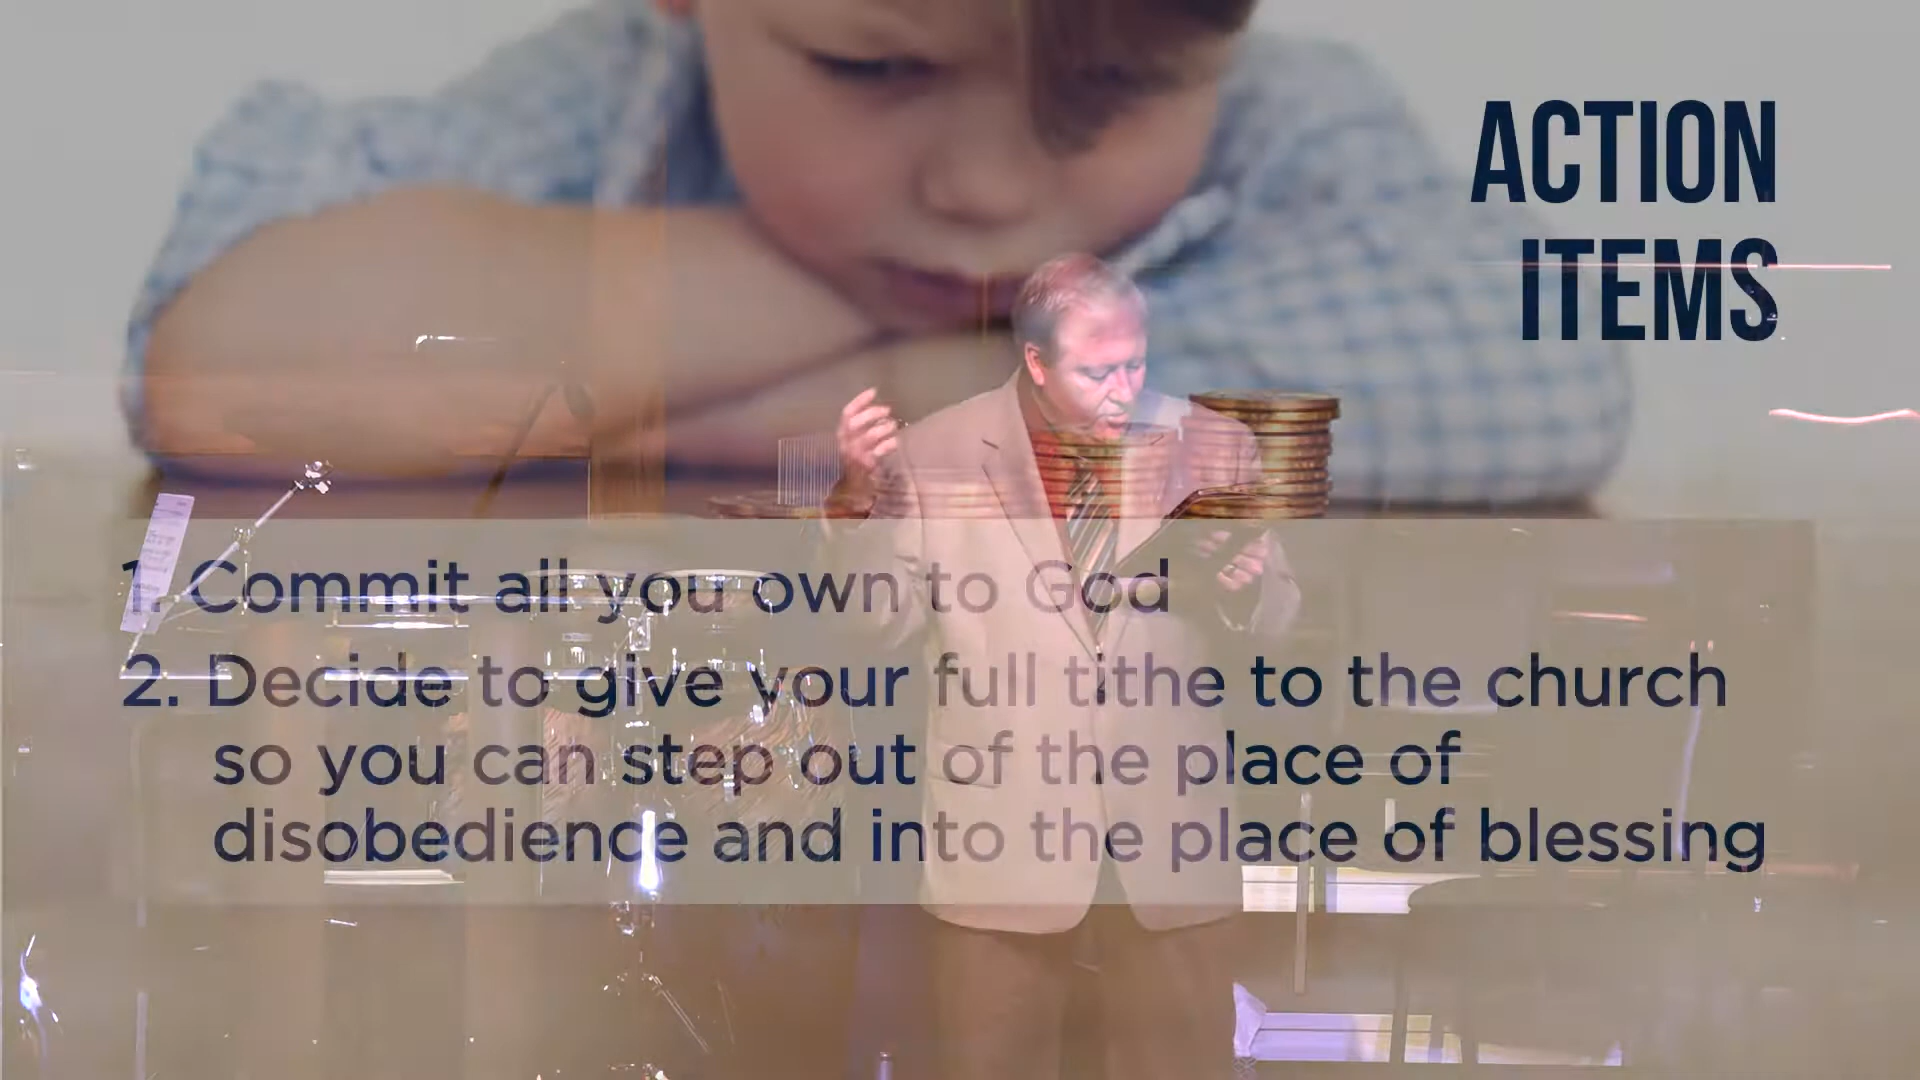 ACTION
ITEMS
1. Commit all you own to God
2. Decide to give your full tithe to the church
so you can step out of the place of
disobedience and into the place of blessing